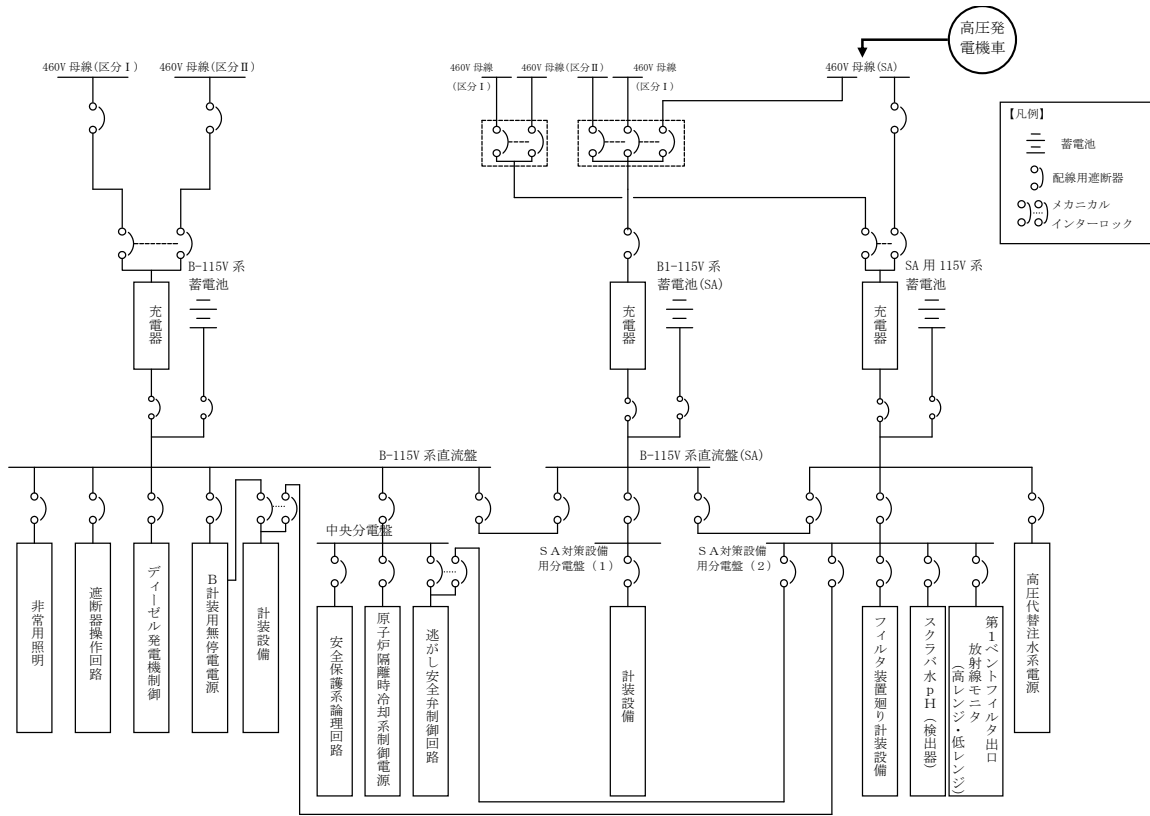 高圧発
電機車
460V 母線(区分Ⅰ)
460V 母線(区分Ⅱ)
460V 母線
(区分Ⅰ)
460V 母線(区分Ⅱ)
460V 母線
(区分Ⅰ)
460V 母線(SA)
【凡例】
蓄電池
配線用遮断器
メカニカル
インターロック
B-115V 系
蓄電池
充電器
B1-115V 系
蓄電池(SA)
充電器
SA 用 115V 系
蓄電池
充電器
B-115V 系直流盤
B-115V 系直流盤(SA)
中央分電盤
SA対策設備
用分電盤（1）
SA対策設備
用分電盤（2）
非常用照明
遮断器操作回路
ディーゼル発電機制御
B計装用無停電電源
計装設備
安全保護系論理回路
原子炉隔離時冷却系制御電源
逃がし安全弁制御回路
計装設備
フィルタ装置廻り計装設備
スクラバ水pH（検出器）
第1ベントフィルタ出口
放射線モニタ
（高レンジ・低レンジ）
高圧代替注水系電源